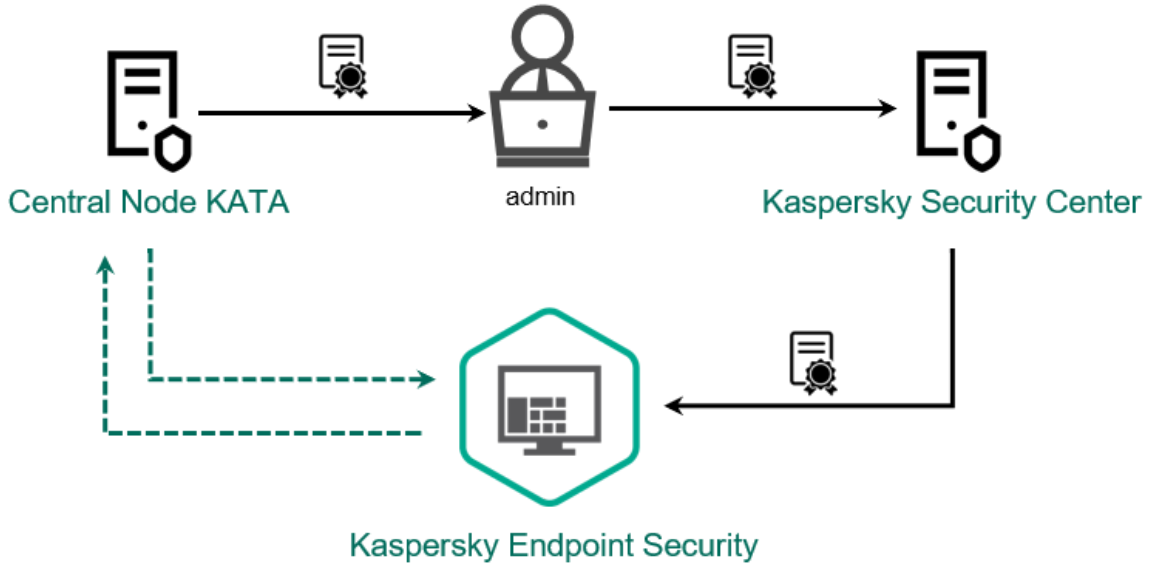 admin
Central Node KATA
Kaspersky Security Center
Kaspersky Endpoint Security